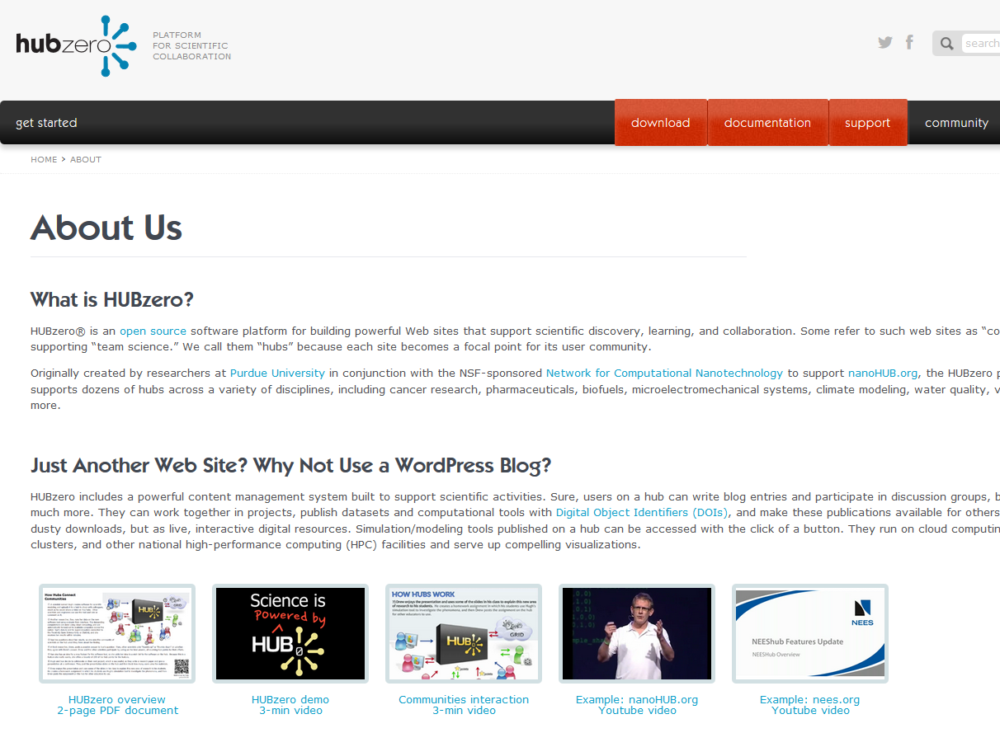 hubzero
PLATFORM
FOR SCIENTIFIC
COLLABORATION
search
get started
download
documentation
support
community
HOME > ABOUT
About Us
What is HUBzero?
HUBzero® is an open source software platform for building powerful Web sites that support scientific discovery, learning, and collaboration. Some refer to such web sites as “co
supporting “team science.” We call them “hubs” because each site becomes a focal point for its user community.
Originally created by researchers at Purdue University in conjunction with the NSF-sponsored Network for Computational Nanotechnology to support nanoHUB.org, the HUBzero p
supports dozens of hubs across a variety of disciplines, including cancer research, pharmaceuticals, biofuels, microelectromechanical systems, climate modeling, water quality, v
more.
Just Another Web Site? Why Not Use a WordPress Blog?
HUBzero includes a powerful content management system built to support scientific activities. Sure, users on a hub can write blog entries and participate in discussion groups, b
much more. They can work together in projects, publish datasets and computational tools with Digital Object Identifiers (DOIs), and make these publications available for others
dusty downloads, but as live, interactive digital resources. Simulation/modeling tools published on a hub can be accessed with the click of a button. They run on cloud computin
clusters, and other national high-performance computing (HPC) facilities and serve up compelling visualizations.
How Hubs Connect
Communities
HUB
GRID
Science is
Powered by
HUB0
HOW HUBS WORK
HUB
GRID
NEES
NEEShub Features Update
NEESHub Overview
HUBzero overview
2-page PDF document
HUBzero demo
3-min video
Communities interaction
3-min video
Example: nanoHUB.org
Youtube video
Example: nees.org
Youtube video